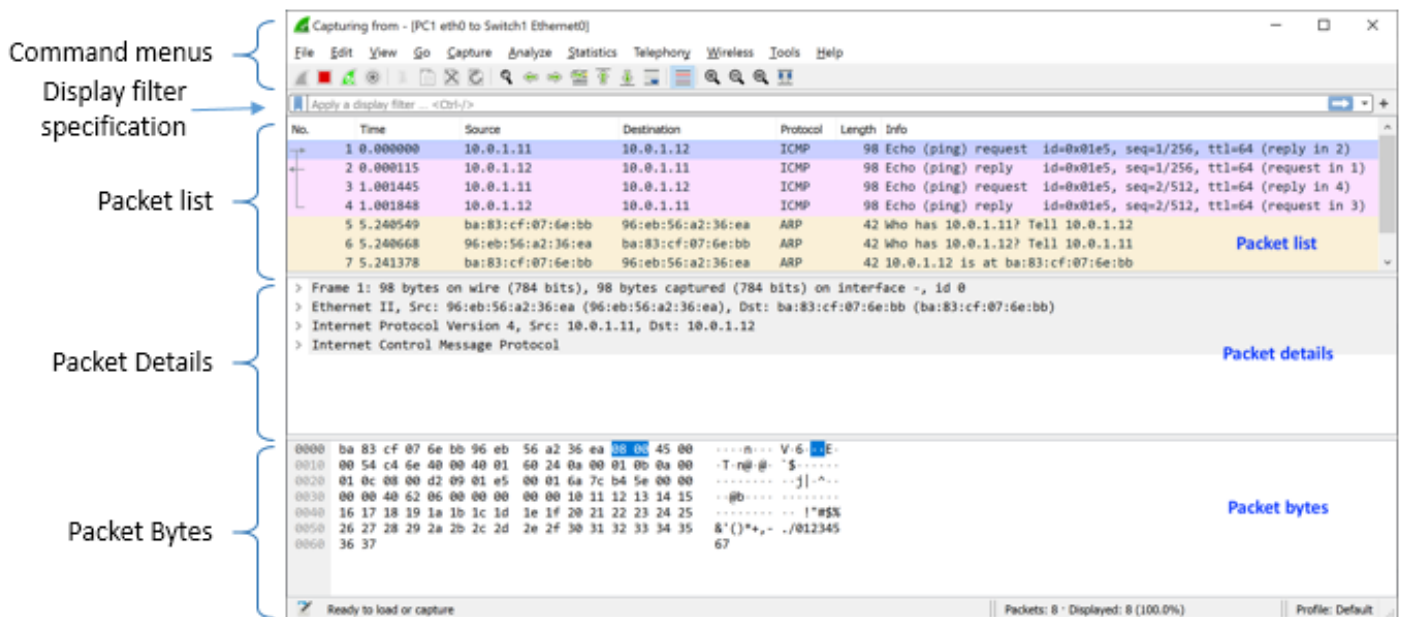 Capturing from - [PC1 eth0 to Switch1 Ethernet0]
Command menus
File Edit View Go Capture Analyze Statistics Telephony Wireless Tools Help
Display filter specification
Apply a display filter ... <Ctrl-/>
No. Time Source Destination Protocol Length Info
Packet list
1 0.000000 10.0.1.11 10.0.1.12 ICMP 98 Echo (ping) request id=0x01e5, seq=1/256, ttl=64 (reply in 2)
2 0.000115 10.0.1.12 10.0.1.11 ICMP 98 Echo (ping) reply id=0x01e5, seq=1/256, ttl=64 (request in 1)
3 1.001445 10.0.1.11 10.0.1.12 ICMP 98 Echo (ping) request id=0x01e5, seq=2/512, ttl=64 (reply in 4)
4 1.001848 10.0.1.12 10.0.1.11 ICMP 98 Echo (ping) reply id=0x01e5, seq=2/512, ttl=64 (request in 3)
5 5.240549 ba:83:cf:07:6e:bb 96:eb:56:a2:36:ea ARP 42 Who has 10.0.1.11? Tell 10.0.1.12
6 5.240668 96:eb:56:a2:36:ea ba:83:cf:07:6e:bb ARP 42 Who has 10.0.1.12? Tell 10.0.1.11
7 5.241378 ba:83:cf:07:6e:bb 96:eb:56:a2:36:ea ARP 42 10.0.1.12 is at ba:83:cf:07:6e:bb
Packet list
Packet Details
> Frame 1: 98 bytes on wire (784 bits), 98 bytes captured (784 bits) on interface -, id 0
> Ethernet II, Src: 96:eb:56:a2:36:ea (96:eb:56:a2:36:ea), Dst: ba:83:cf:07:6e:bb (ba:83:cf:07:6e:bb)
> Internet Protocol Version 4, Src: 10.0.1.11, Dst: 10.0.1.12
> Internet Control Message Protocol
Packet details
Packet Bytes
0000 ba 83 cf 07 6e bb 96 eb 56 a2 36 ea 08 00 45 00 ····n··· V·6···E·
0010 00 54 c4 6e 40 00 40 01 60 24 0a 00 01 0b 0a 00 ·T·n@·@· `$······
0020 01 0c 08 00 d2 09 01 e5 00 01 6a 7c b4 5e 00 00 ········ ··j|·^··
0030 00 00 40 62 06 00 00 00 00 00 10 11 12 13 14 15 ··@b···· ········
0040 16 17 18 19 1a 1b 1c 1d 1e 1f 20 21 22 23 24 25 ········ ·· !"#$%
0050 26 27 28 29 2a 2b 2c 2d 2e 2f 30 31 32 33 34 35 &'()*+,- ./012345
0060 36 37 67
Packet bytes
Ready to load or capture
Packets: 8 · Displayed: 8 (100.0%)
Profile: Default